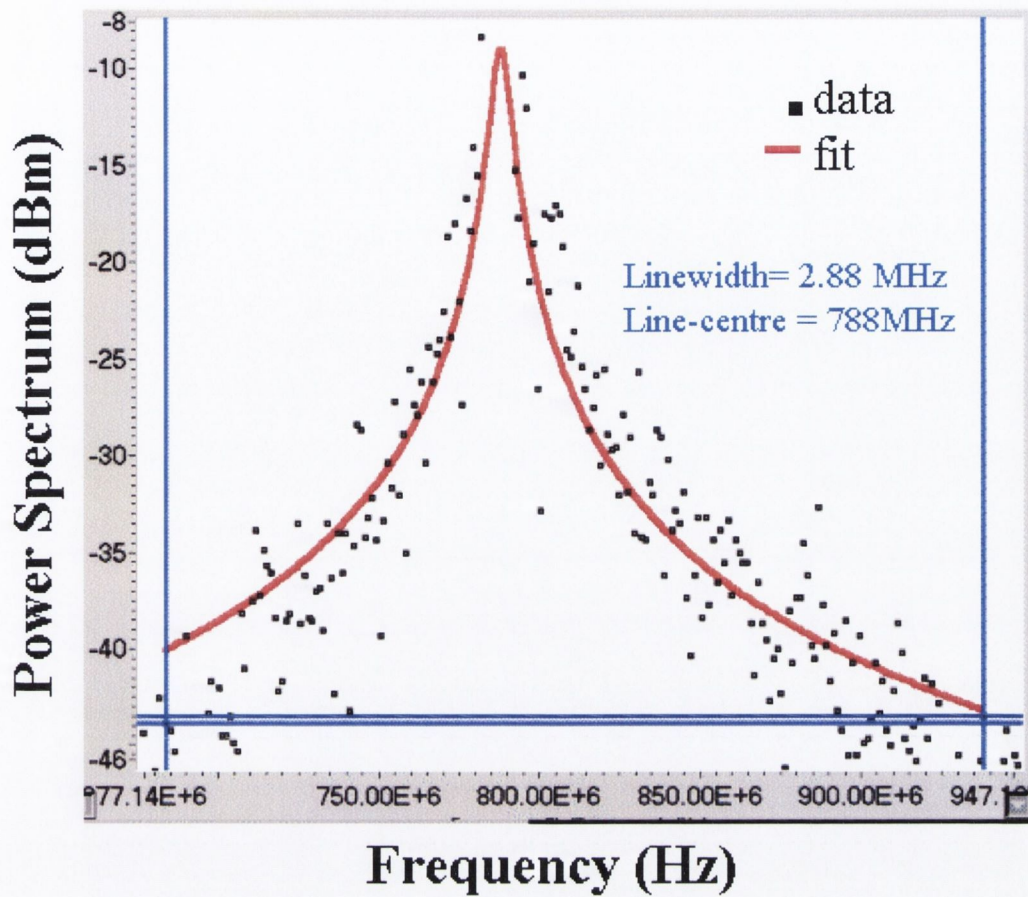 -8
-10
-15
-20
-25
-30
-35
-40
-46
Power Spectrum (dBm)
data
fit
Linewidth= 2.88 MHz
Line-centre = 788MHz
77.14E+6 750.00E+6 800.00E+6 850.00E+6 900.00E+6 947.1
Frequency (Hz)